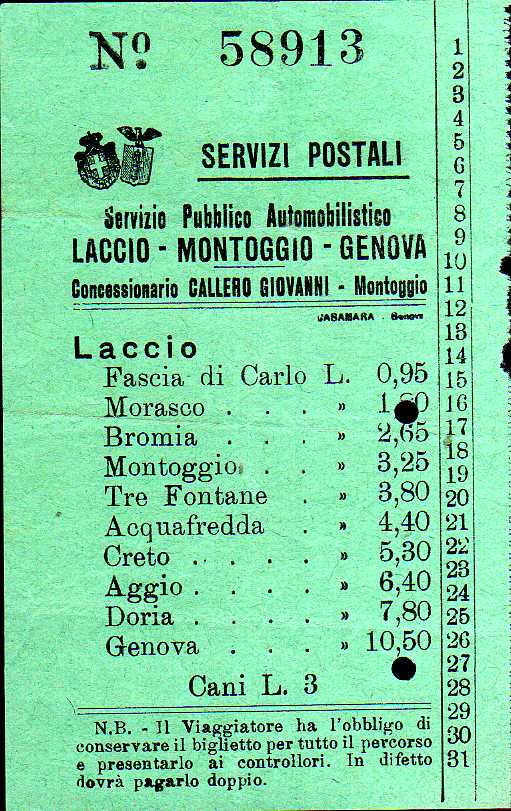 Nº. 58913
SERVIZI POSTALI
Servizio Pubblico Automobilistico
LACCIO - MONTOGGIO - GENOVA
Concessionario CALLERO GIOVANNI - Montoggio
CASAMARA - Genova
Laccio
Fascia di Carlo L. 0,95
Morasco . . . »
Bromia . . . » 2,65
Montoggio . . » 3,25
Tre Fontane . » 3,80
Acquafredda . » 4,40
Creto . . . . . » 5,30
Aggio . . . . » 6,40
Doria . . . . » 7,80
Genova . . . » 10,50
Cani L. 3
N.B. - Il Viaggiatore ha l'obbligo di
conservare il biglietto per tutto il percorso
e presentarlo ai controllori. In difetto
dovrà pagarlo doppio.
1
2
3
4
5
6
7
8
9
10
11
12
13
14
15
16
17
18
19
20
21
22
23
24
25
26
27
28
29
30
31